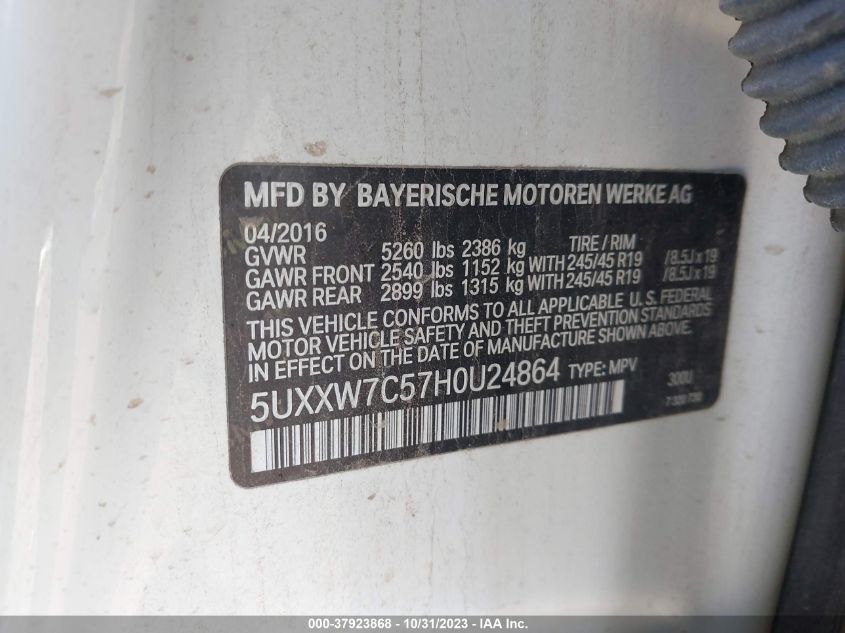 MFD BY BAYERISCHE MOTOREN WERKE AG
04/2016
GVWR 5260 lbs 2386 kg TIRE / RIM
GAWR FRONT 2540 lbs 1152 kg WITH 245/45 R19 /8.5J x 19
GAWR REAR 2899 lbs 1315 kg WITH 245/45 R19 /8.5J x 19
THIS VEHICLE CONFORMS TO ALL APPLICABLE U.S. FEDERAL
MOTOR VEHICLE SAFETY AND THEFT PREVENTION STANDARDS
IN EFFECT ON THE DATE OF MANUFACTURE SHOWN ABOVE.
5UXXW7C57H0U24864 TYPE: MPV 300U
000-37923868 - 10/31/2023 - IAA Inc.